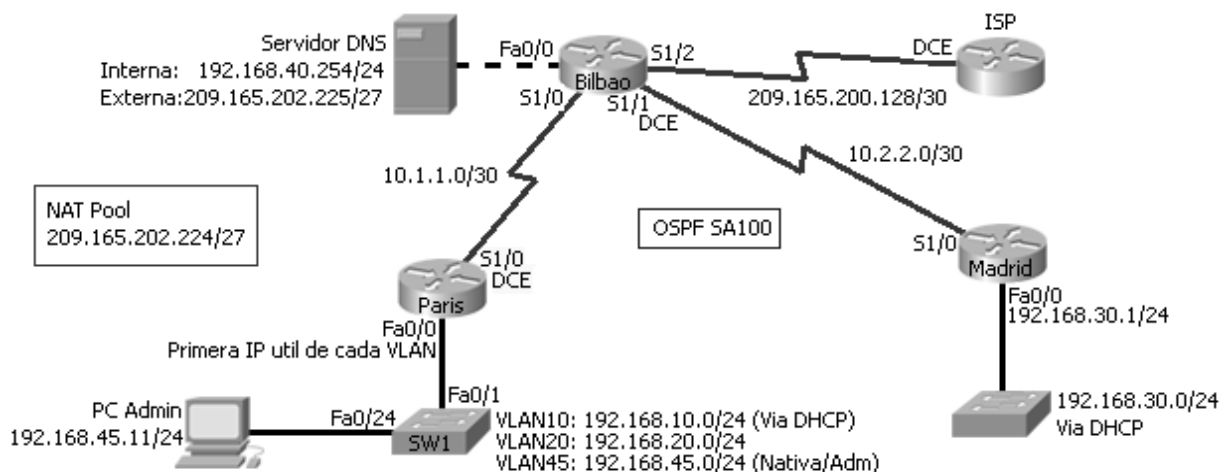 ISP
Servidor DNS
Interna: 192.168.40.254/24
Externa:209.165.202.225/27
Fa0/0
Bilbao
S1/2
DCE
209.165.200.128/30
S1/0
S1/1
DCE
10.1.1.0/30
10.2.2.0/30
NAT Pool
209.165.202.224/27
OSPF SA100
S1/0
DCE
Paris
Fa0/0
Primera IP util de cada VLAN
S1/0
Madrid
Fa0/0
192.168.30.1/24
Fa0/1
PC Admin
192.168.45.11/24
Fa0/24
SW1
VLAN10: 192.168.10.0/24 (Via DHCP)
VLAN20: 192.168.20.0/24
VLAN45: 192.168.45.0/24 (Nativa/Adm)
192.168.30.0/24
Via DHCP